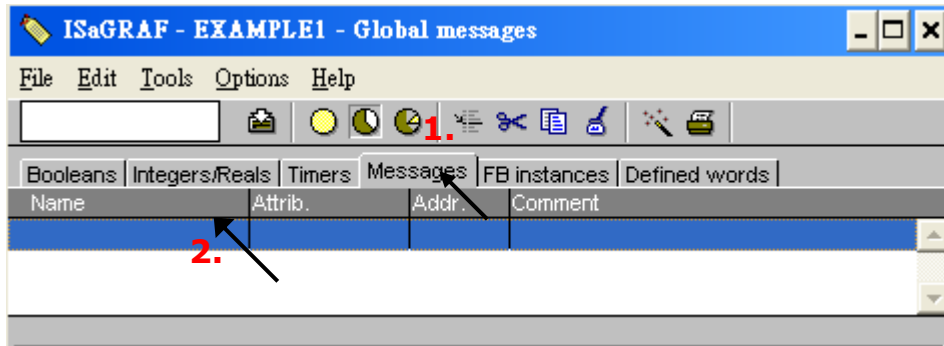 ISaGRAF - EXAMPLE1 - Global messages
File Edit Tools Options Help
1.
Booleans Integers/Reals Timers Messages FB instances Defined words
Name Attrib. Addr. Comment
2.